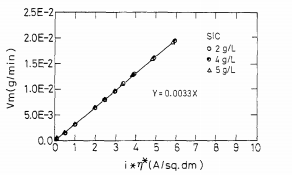 2.5E-2
2.0E-2
1.5E-2
1.0E-2
5.0E-3
0.0
Vm(g/min)
SIC
2 g/L
4 g/L
5 g/L
Y=0.0033X
0 1 2 3 4 5 6 7 8 9 10
i*η*(A/sq.dm)